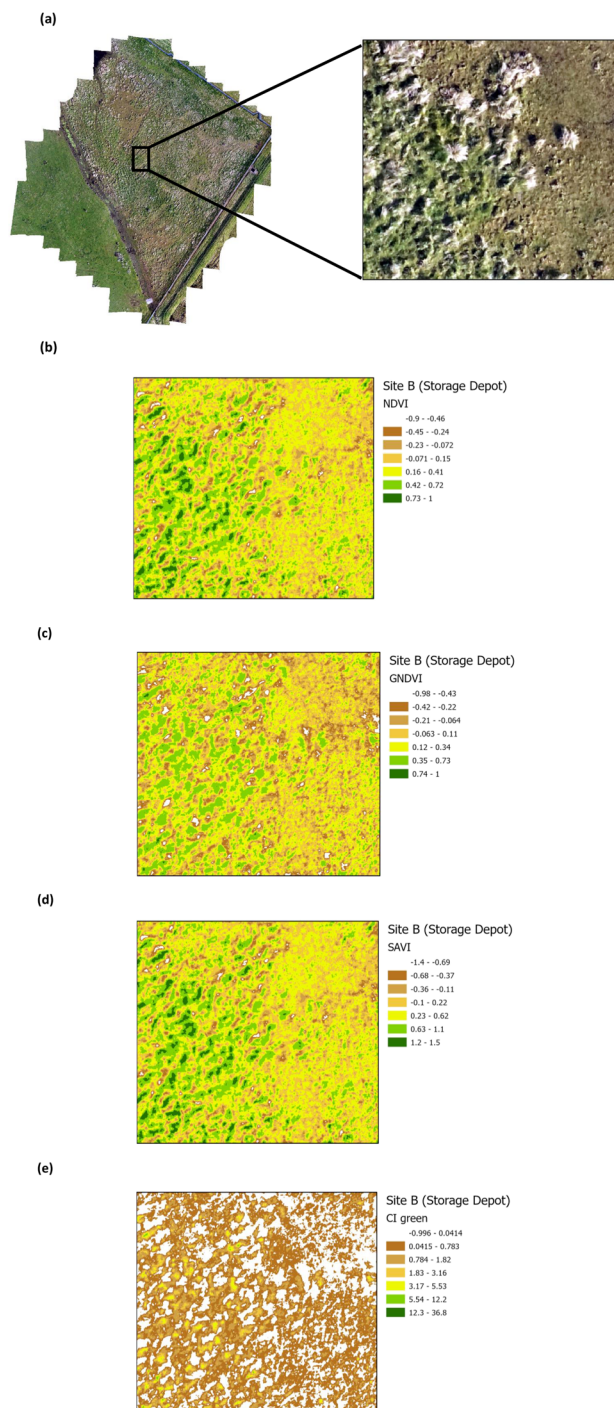 (a)
(b)
Site B (Storage Depot)
NDVI
-0.9 - -0.46
-0.45 - -0.24
-0.23 - -0.072
-0.071 - 0.15
0.16 - 0.41
0.42 - 0.72
0.73 - 1
(c)
Site B (Storage Depot)
GNDVI
-0.98 - -0.43
-0.42 - -0.22
-0.21 - -0.064
-0.063 - 0.11
0.12 - 0.34
0.35 - 0.73
0.74 - 1
(d)
Site B (Storage Depot)
SAVI
-1.4 - -0.69
-0.68 - -0.37
-0.36 - -0.11
-0.1 - 0.22
0.23 - 0.62
0.63 - 1.1
1.2 - 1.5
(e)
Site B (Storage Depot)
CI green
-0.996 - 0.0414
0.0415 - 0.783
0.784 - 1.82
1.83 - 3.16
3.17 - 5.53
5.54 - 12.2
12.3 - 36.8